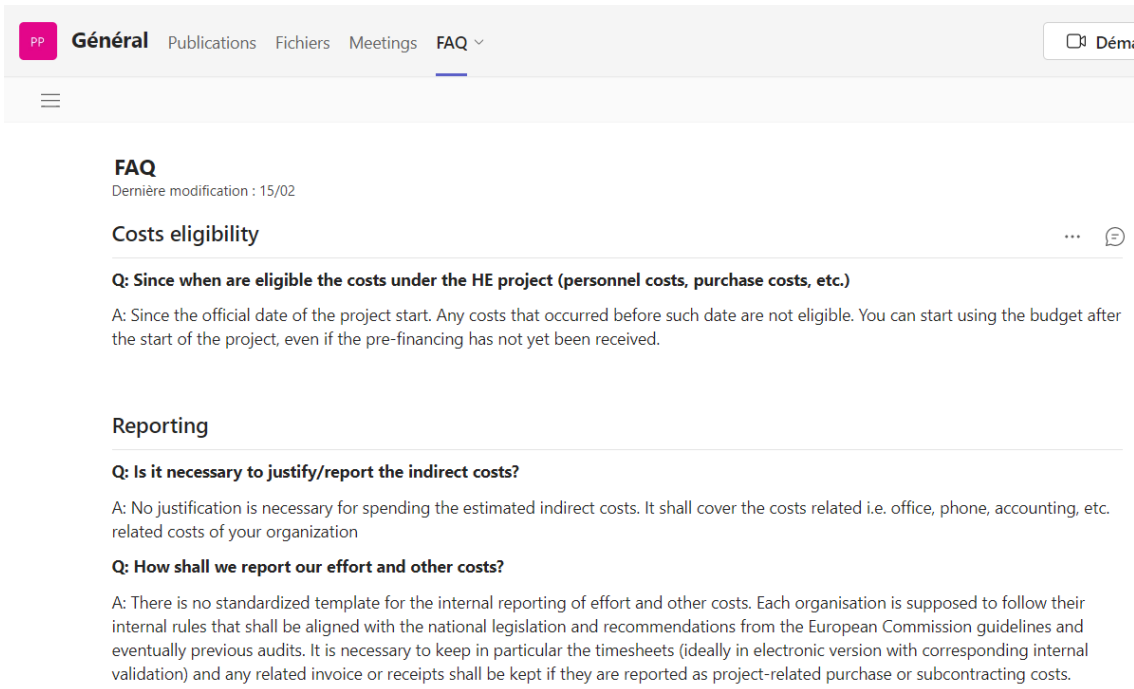 PP Général Publications Fichiers Meetings FAQ
FAQ
Dernière modification : 15/02
Costs eligibility
Q: Since when are eligible the costs under the HE project (personnel costs, purchase costs, etc.)
A: Since the official date of the project start. Any costs that occurred before such date are not eligible. You can start using the budget after
the start of the project, even if the pre-financing has not yet been received.
Reporting
Q: Is it necessary to justify/report the indirect costs?
A: No justification is necessary for spending the estimated indirect costs. It shall cover the costs related i.e. office, phone, accounting, etc.
related costs of your organization
Q: How shall we report our effort and other costs?
A: There is no standardized template for the internal reporting of effort and other costs. Each organisation is supposed to follow their
internal rules that shall be aligned with the national legislation and recommendations from the European Commission guidelines and
eventually previous audits. It is necessary to keep in particular the timesheets (ideally in electronic version with corresponding internal
validation) and any related invoice or receipts shall be kept if they are reported as project-related purchase or subcontracting costs.